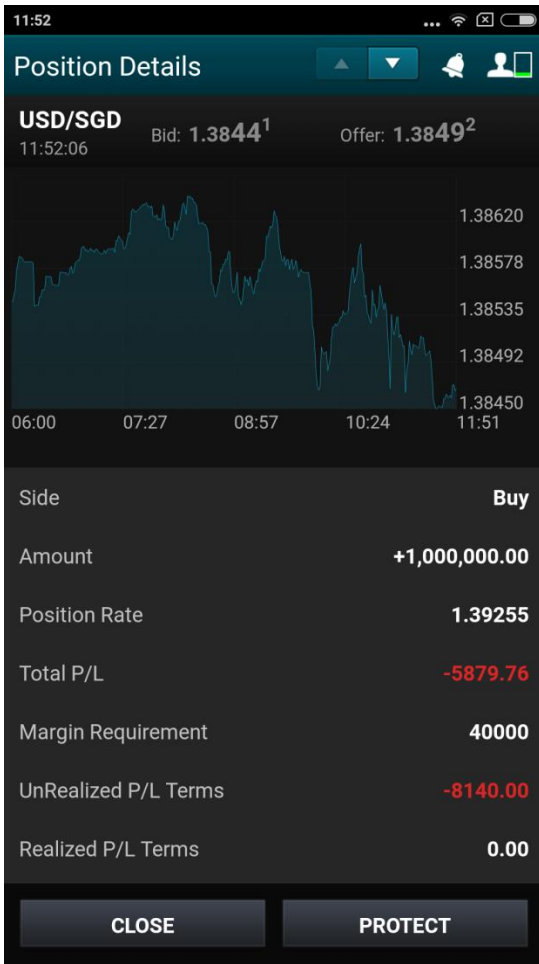 11:52
Position Details
USD/SGD
11:52:06
Bid: 1.38441
Offer: 1.38492
1.38620
1.38578
1.38535
1.38492
1.38450
06:00 07:27 08:57 10:24 11:51
Side Buy
Amount +1,000,000.00
Position Rate 1.39255
Total P/L -5879.76
Margin Requirement 40000
UnRealized P/L Terms -8140.00
Realized P/L Terms 0.00
CLOSE PROTECT